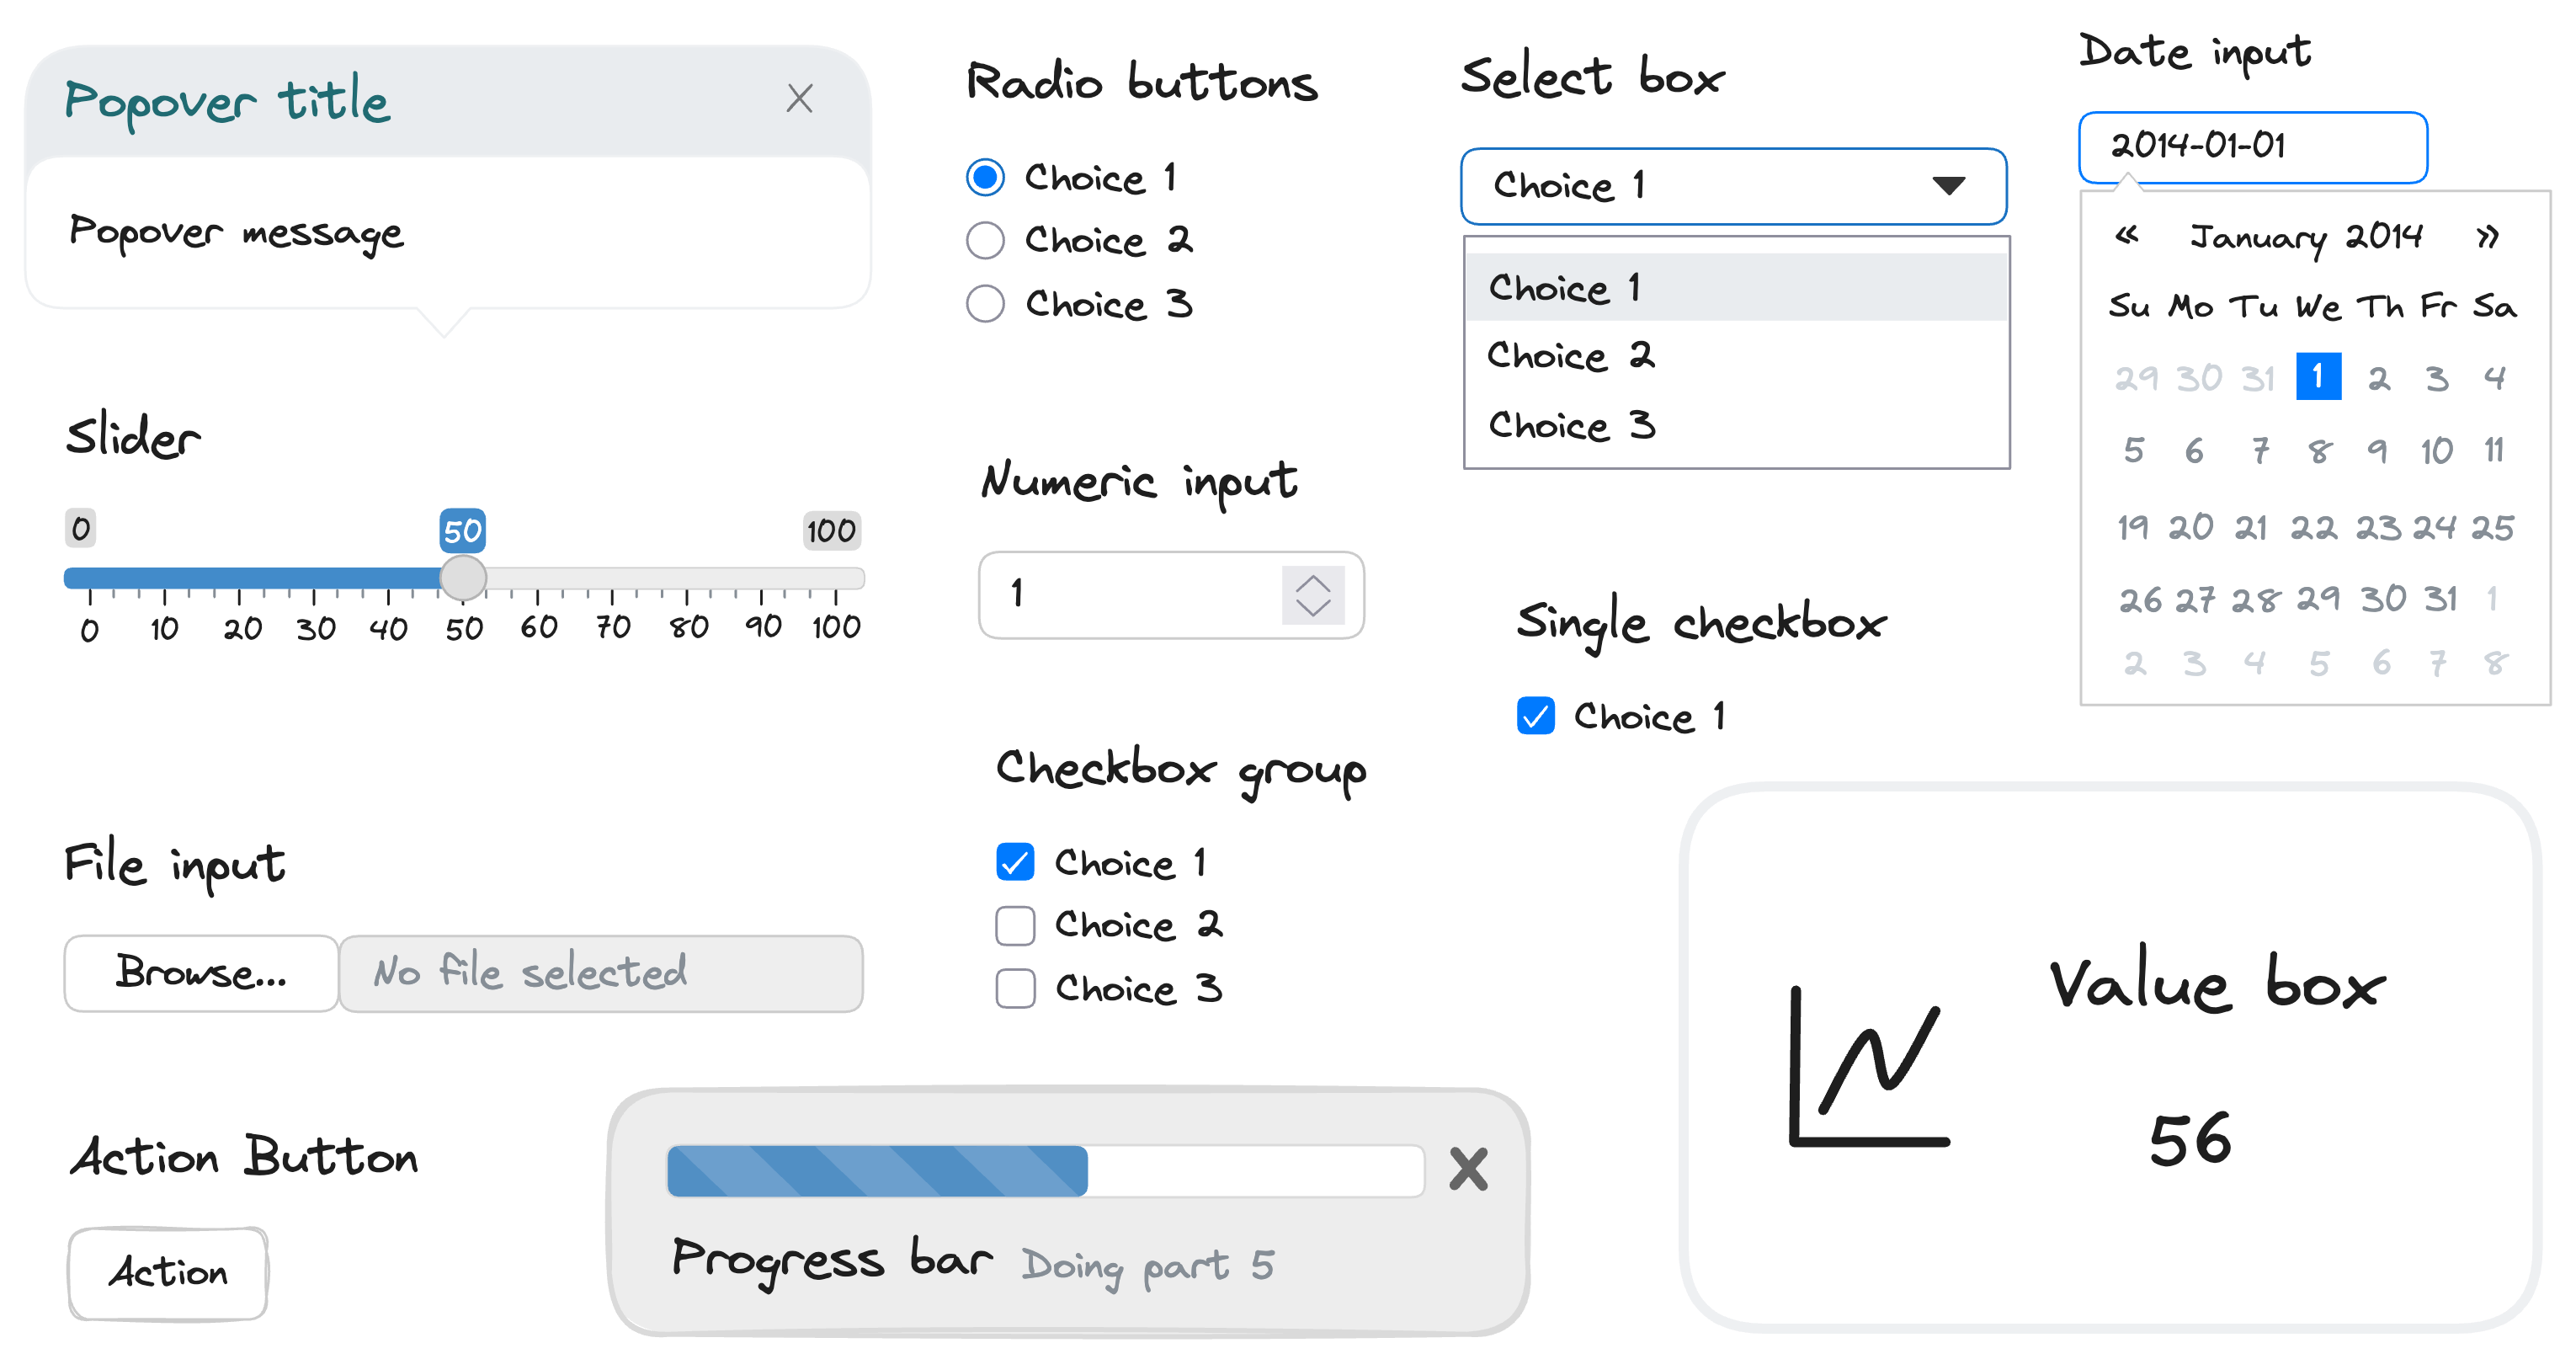 Popover title
Popover message
Slider
0 50 100
0 10 20 30 40 50 60 70 80 90 100
File input
Browse... No file selected
Action Button
Action
Radio buttons
Choice 1
Choice 2
Choice 3
Numeric input
1
Checkbox group
Choice 1
Choice 2
Choice 3
Progress bar Doing part 5
Select box
Choice 1
Choice 1
Choice 2
Choice 3
Single checkbox
Choice 1
Date input
2014-01-01
« January 2014 »
Su Mo Tu We Th Fr Sa
29 30 31 1 2 3 4
5 6 7 8 9 10 11
19 20 21 22 23 24 25
26 27 28 29 30 31 1
2 3 4 5 6 7 8
Value box
56